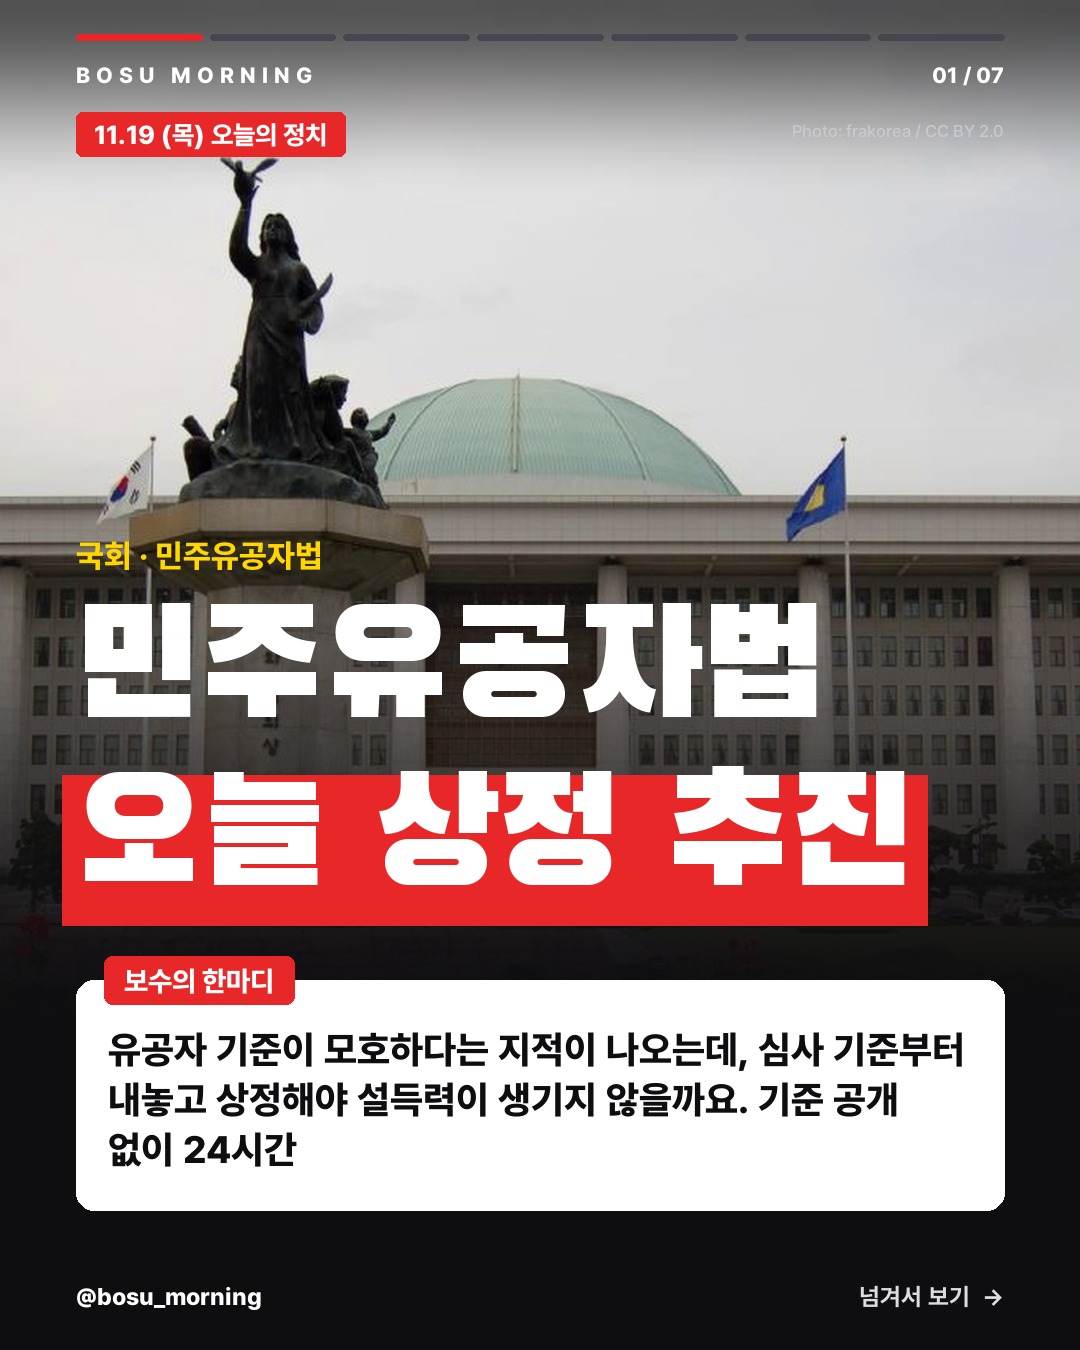 BOSU MORNING
01 / 07
11.19 (목) 오늘의 정치
Photo: frakorea / CC BY 2.0
국회 · 민주유공자법
민주유공자법
오늘 상정 추진
보수의 한마디
유공자 기준이 모호하다는 지적이 나오는데, 심사 기준부터
내놓고 상정해야 설득력이 생기지 않을까요. 기준 공개
없이 24시간
@bosu_morning
넘겨서 보기 →